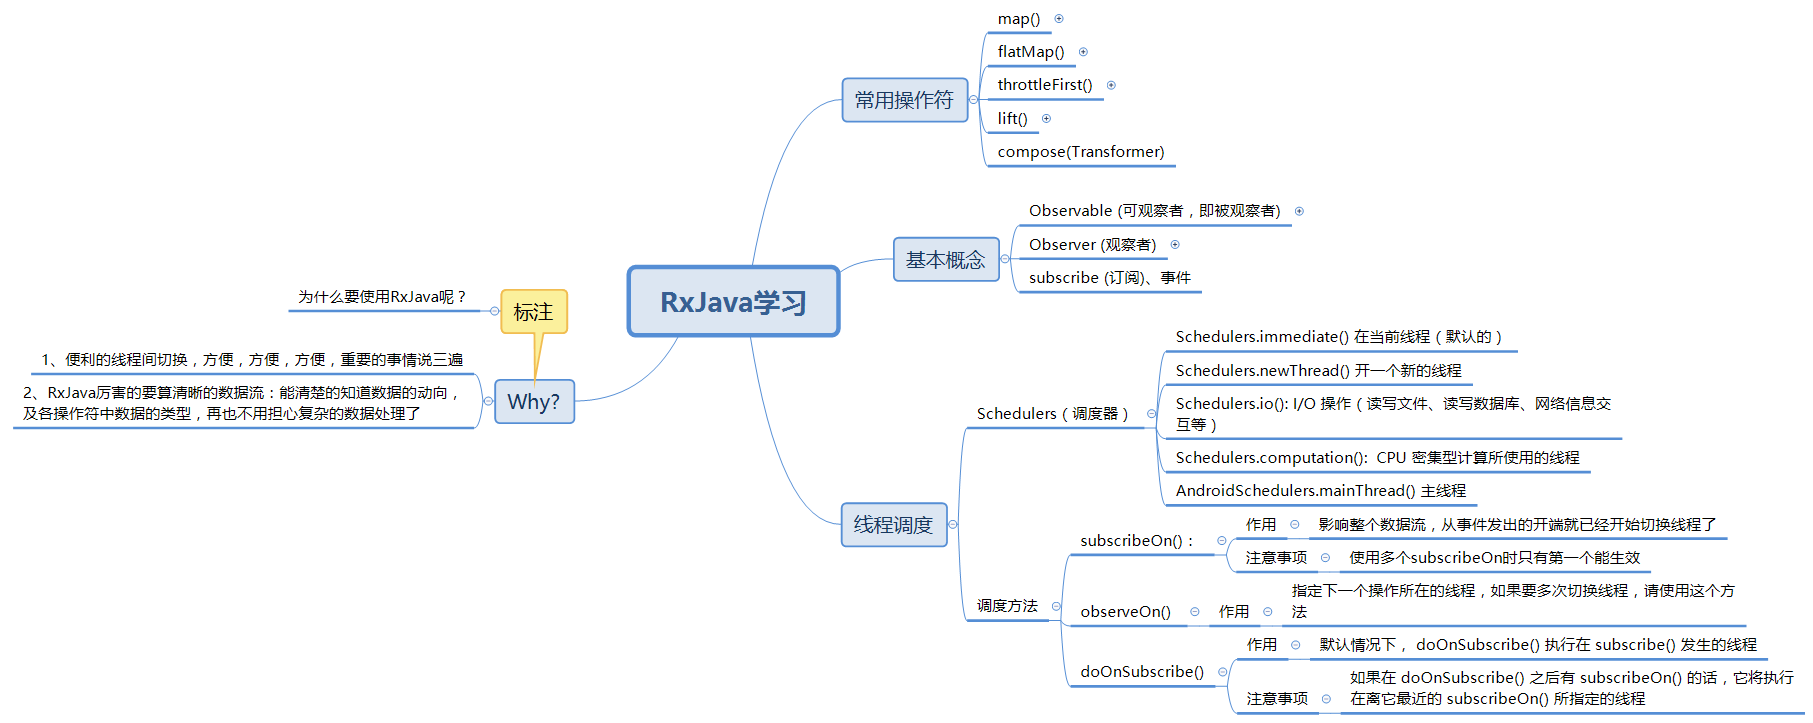 RxJava学习
常用操作符
map()
flatMap()
throttleFirst()
lift()
compose(Transformer)
基本概念
Observable (可观察者，即被观察者)
Observer (观察者)
subscribe (订阅)、事件
线程调度
Schedulers（调度器）
Schedulers.immediate() 在当前线程（默认的）
Schedulers.newThread() 开一个新的线程
Schedulers.io(): I/O 操作（读写文件、读写数据库、网络信息交
互等）
Schedulers.computation():  CPU 密集型计算所使用的线程
AndroidSchedulers.mainThread() 主线程
调度方法
subscribeOn()：
作用
影响整个数据流，从事件发出的开端就已经开始切换线程了
注意事项
使用多个subscribeOn时只有第一个能生效
observeOn()
作用
指定下一个操作所在的线程，如果要多次切换线程，请使用这个方
法
doOnSubscribe()
作用
默认情况下， doOnSubscribe() 执行在 subscribe() 发生的线程
注意事项
如果在 doOnSubscribe() 之后有 subscribeOn() 的话，它将执行
在离它最近的 subscribeOn() 所指定的线程
标注
为什么要使用RxJava呢？
Why?
1、便利的线程间切换，方便，方便，方便，重要的事情说三遍
2、RxJava厉害的要算清晰的数据流：能清楚的知道数据的动向，
及各操作符中数据的类型，再也不用担心复杂的数据处理了